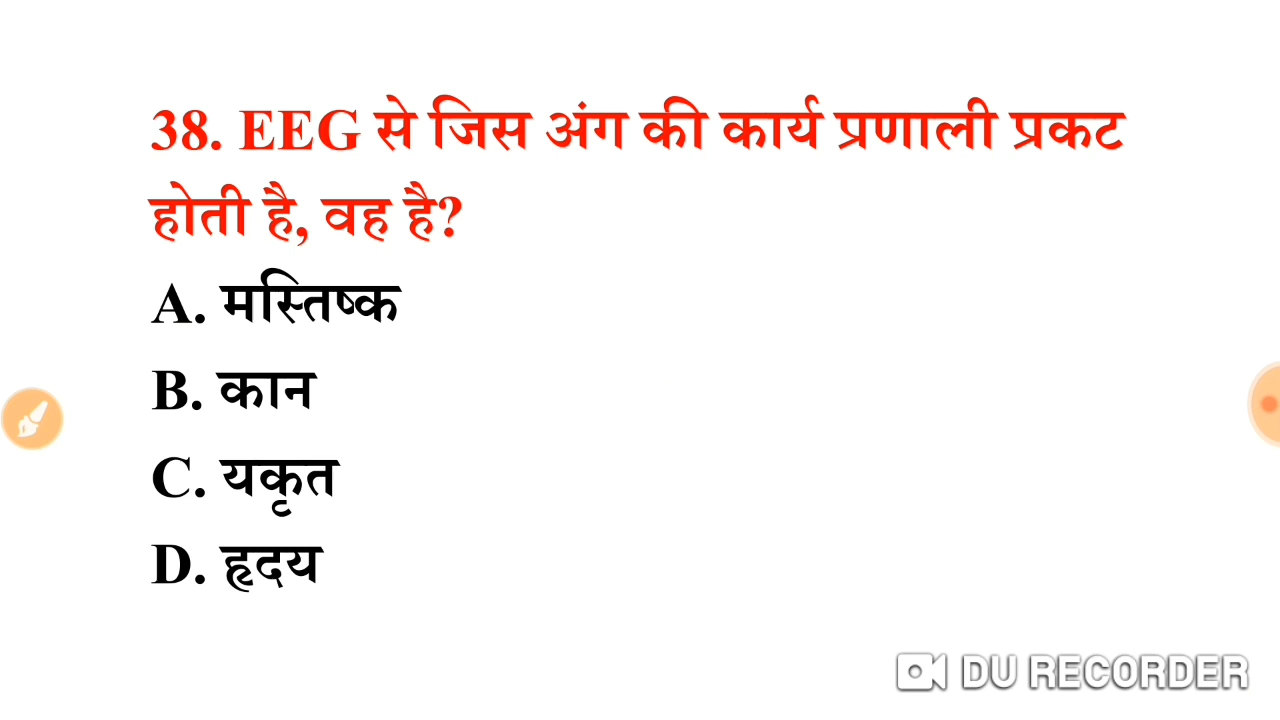 38. EEG से जिस अंग की कार्य प्रणाली प्रकट
होती है, वह है?
A. मस्तिष्क
B. कान
C. यकृत
D. हृदय
DU RECORDER